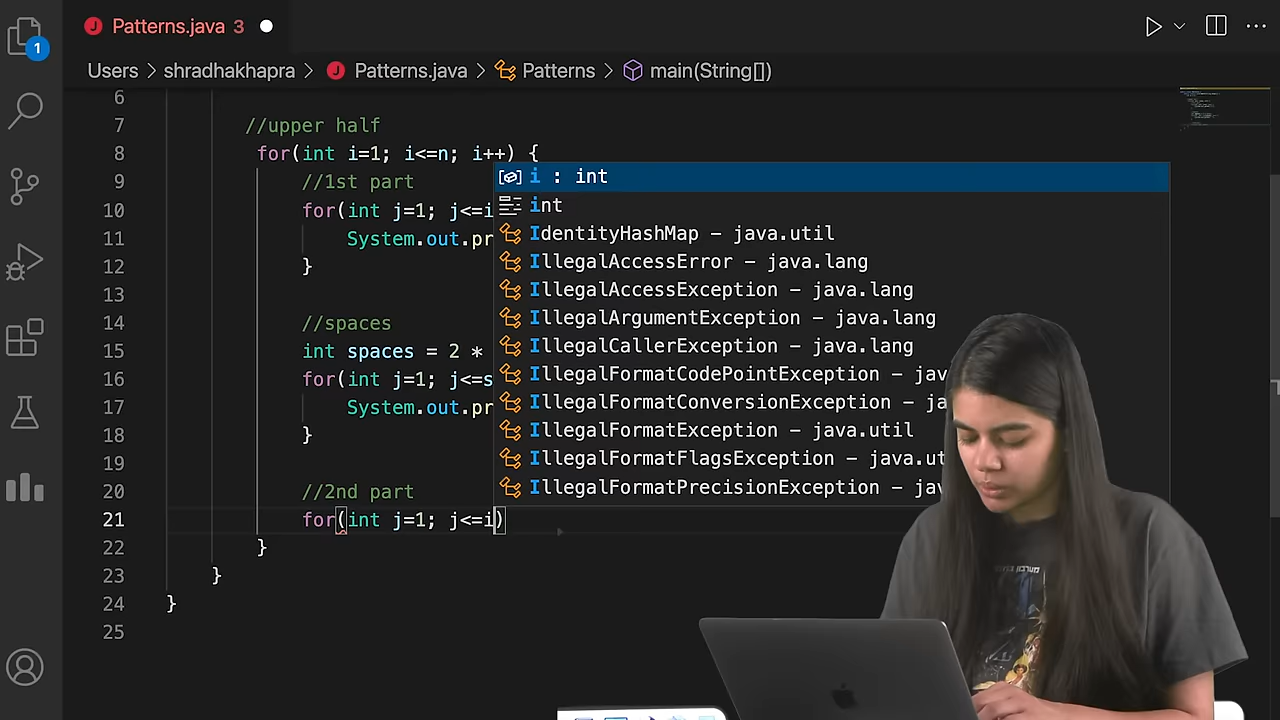 Patterns.java 3
1
Users > shradhakhapra > Patterns.java > Patterns > main(String[])
6
7 //upper half
8 for(int i=1; i<=n; i++) {
9 //1st part
10 for(int j=1; j<=i
11 System.out.pr
12 }
13
14 //spaces
15 int spaces = 2 *
16 for(int j=1; j<=s
17 System.out.pr
18 }
19
20 //2nd part
21 for(int j=1; j<=i)
22 }
23 }
24 }
25
i : int
int
IdentityHashMap – java.util
IllegalAccessError – java.lang
IllegalAccessException – java.lang
IllegalArgumentException – java.lang
IllegalCallerException – java.lang
IllegalFormatCodePointException – jav
IllegalFormatConversionException – ja
IllegalFormatException – java.util
IllegalFormatFlagsException – java.ut
IllegalFormatPrecisionException – jav